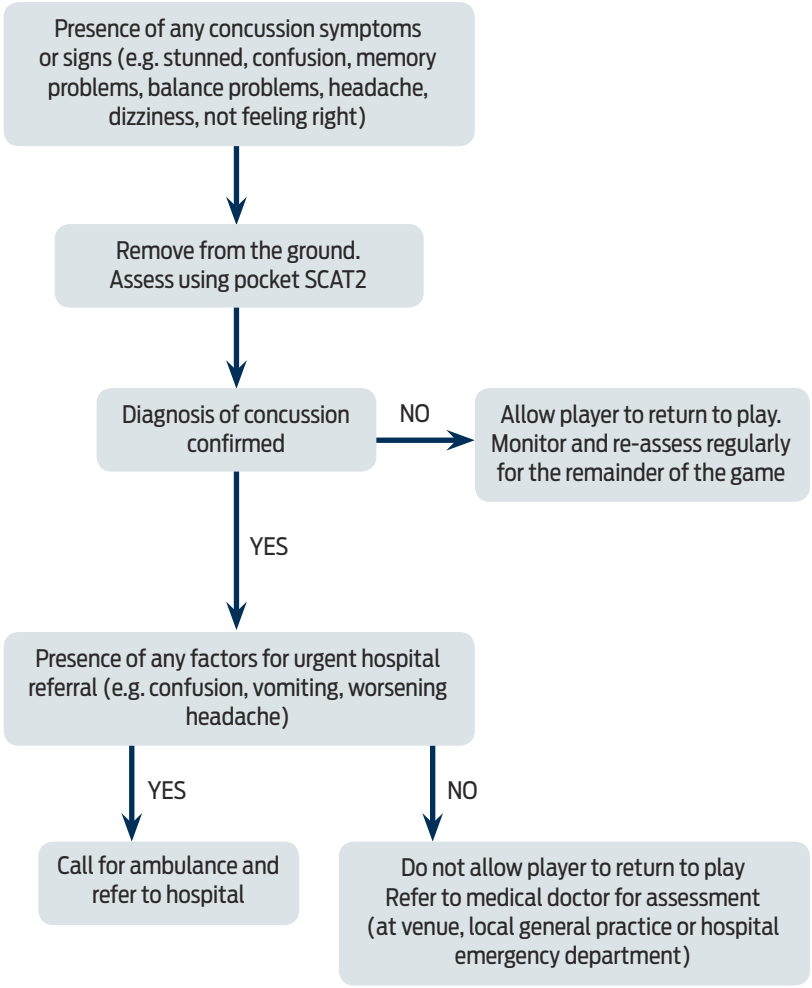 Presence of any concussion symptoms
or signs (e.g. stunned, confusion, memory
problems, balance problems, headache,
dizziness, not feeling right)
Remove from the ground.
Assess using pocket SCAT2
Diagnosis of concussion
confirmed
NO
Allow player to return to play.
Monitor and re-assess regularly
for the remainder of the game
YES
Presence of any factors for urgent hospital
referral (e.g. confusion, vomiting, worsening
headache)
YES
NO
Call for ambulance and
refer to hospital
Do not allow player to return to play
Refer to medical doctor for assessment
(at venue, local general practice or hospital
emergency department)